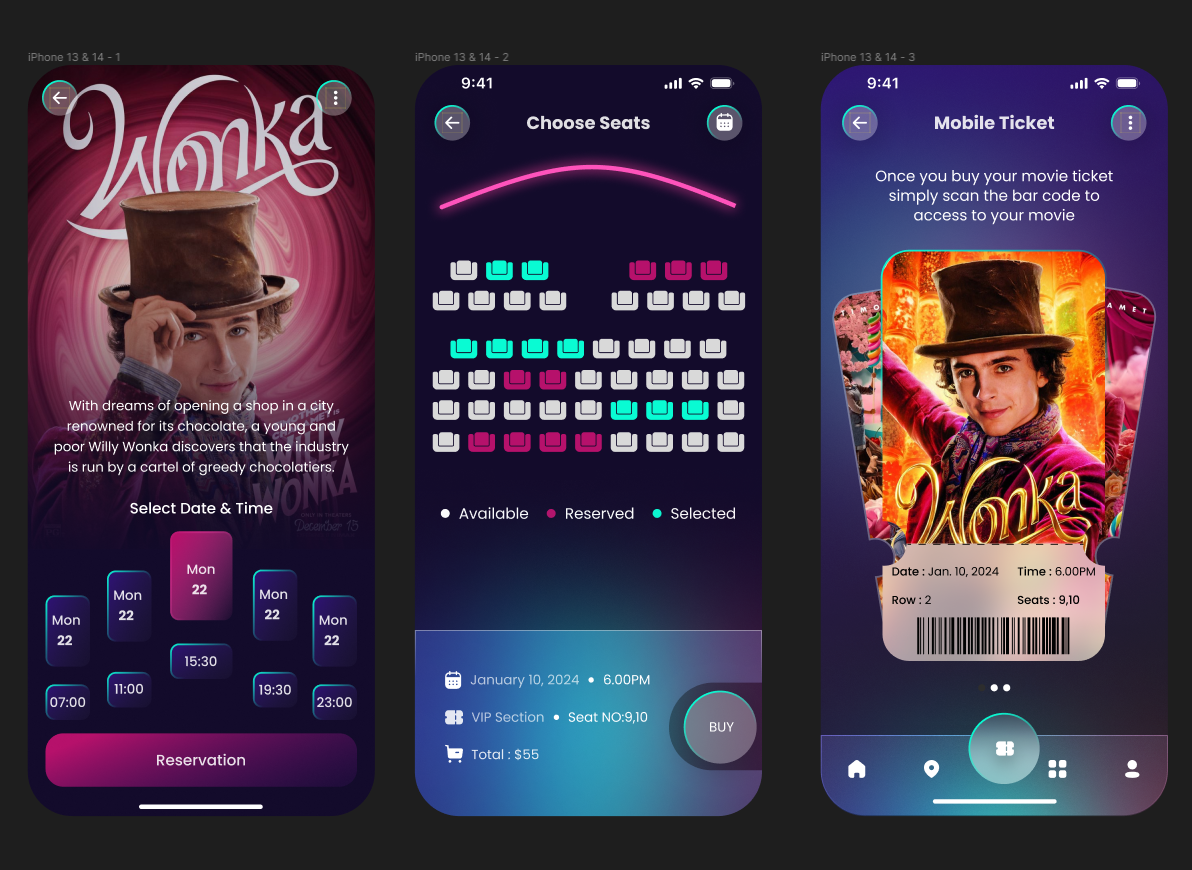 iPhone 13 & 14 - 1
Wonka
With dreams of opening a shop in a city,
renowned for its chocolate, a young and
poor Willy Wonka discovers that the industry
is run by a cartel of greedy chocolatiers.
WILLY
WONKA
December 15
Select Date & Time
Mon
22
Mon
22
Mon
22
Mon
22
Mon
22
07:00
11:00
15:30
19:30
23:00
Reservation
iPhone 13 & 14 - 2
9:41
Choose Seats
Available
Reserved
Selected
January 10, 2024 • 6.00PM
VIP Section • Seat NO:9,10
Total : $55
BUY
iPhone 13 & 14 - 3
9:41
Mobile Ticket
Once you buy your movie ticket
simply scan the bar code to
access to your movie
Wonka
Date : Jan. 10, 2024 Time : 6.00PM
Row : 2 Seats : 9,10